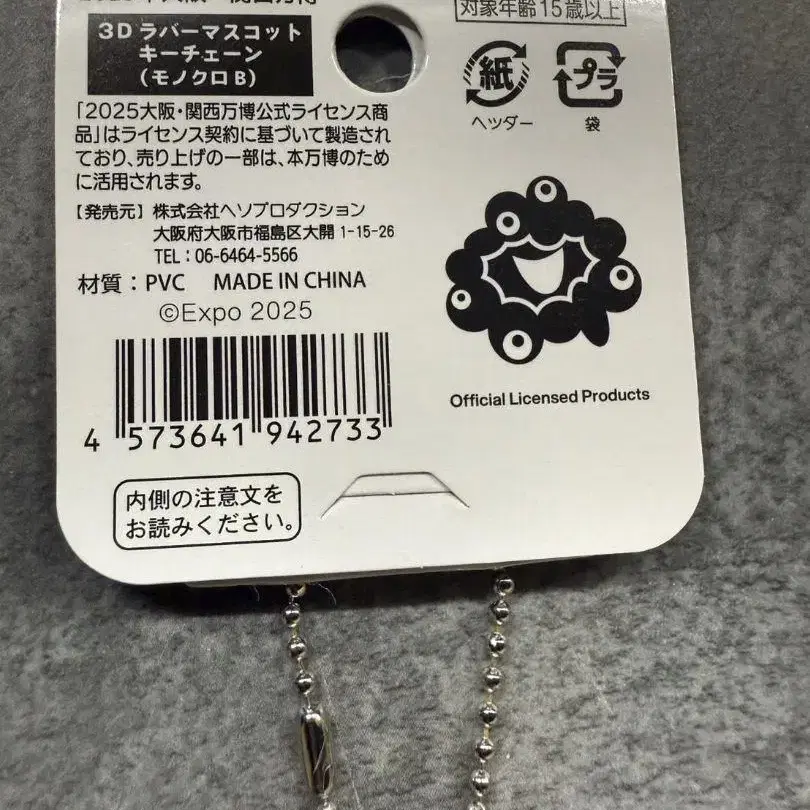 対象年齢15歳以上
3D ラバーマスコット
キーチェーン
(モノクロB)
紙
ヘッダー
プラ
袋
「2025大阪・関西万博公式ライセンス商
品」はライセンス契約に基づいて製造され
ており、売り上げの一部は、本万博のため
に活用されます。
【発売元】株式会社ヘソプロダクション
大阪府大阪市福島区大開1-15-26
TEL：06-6464-5566
材質：PVC MADE IN CHINA
©Expo 2025
Official Licensed Products
4 573641 942733
内側の注意文を
お読みください。